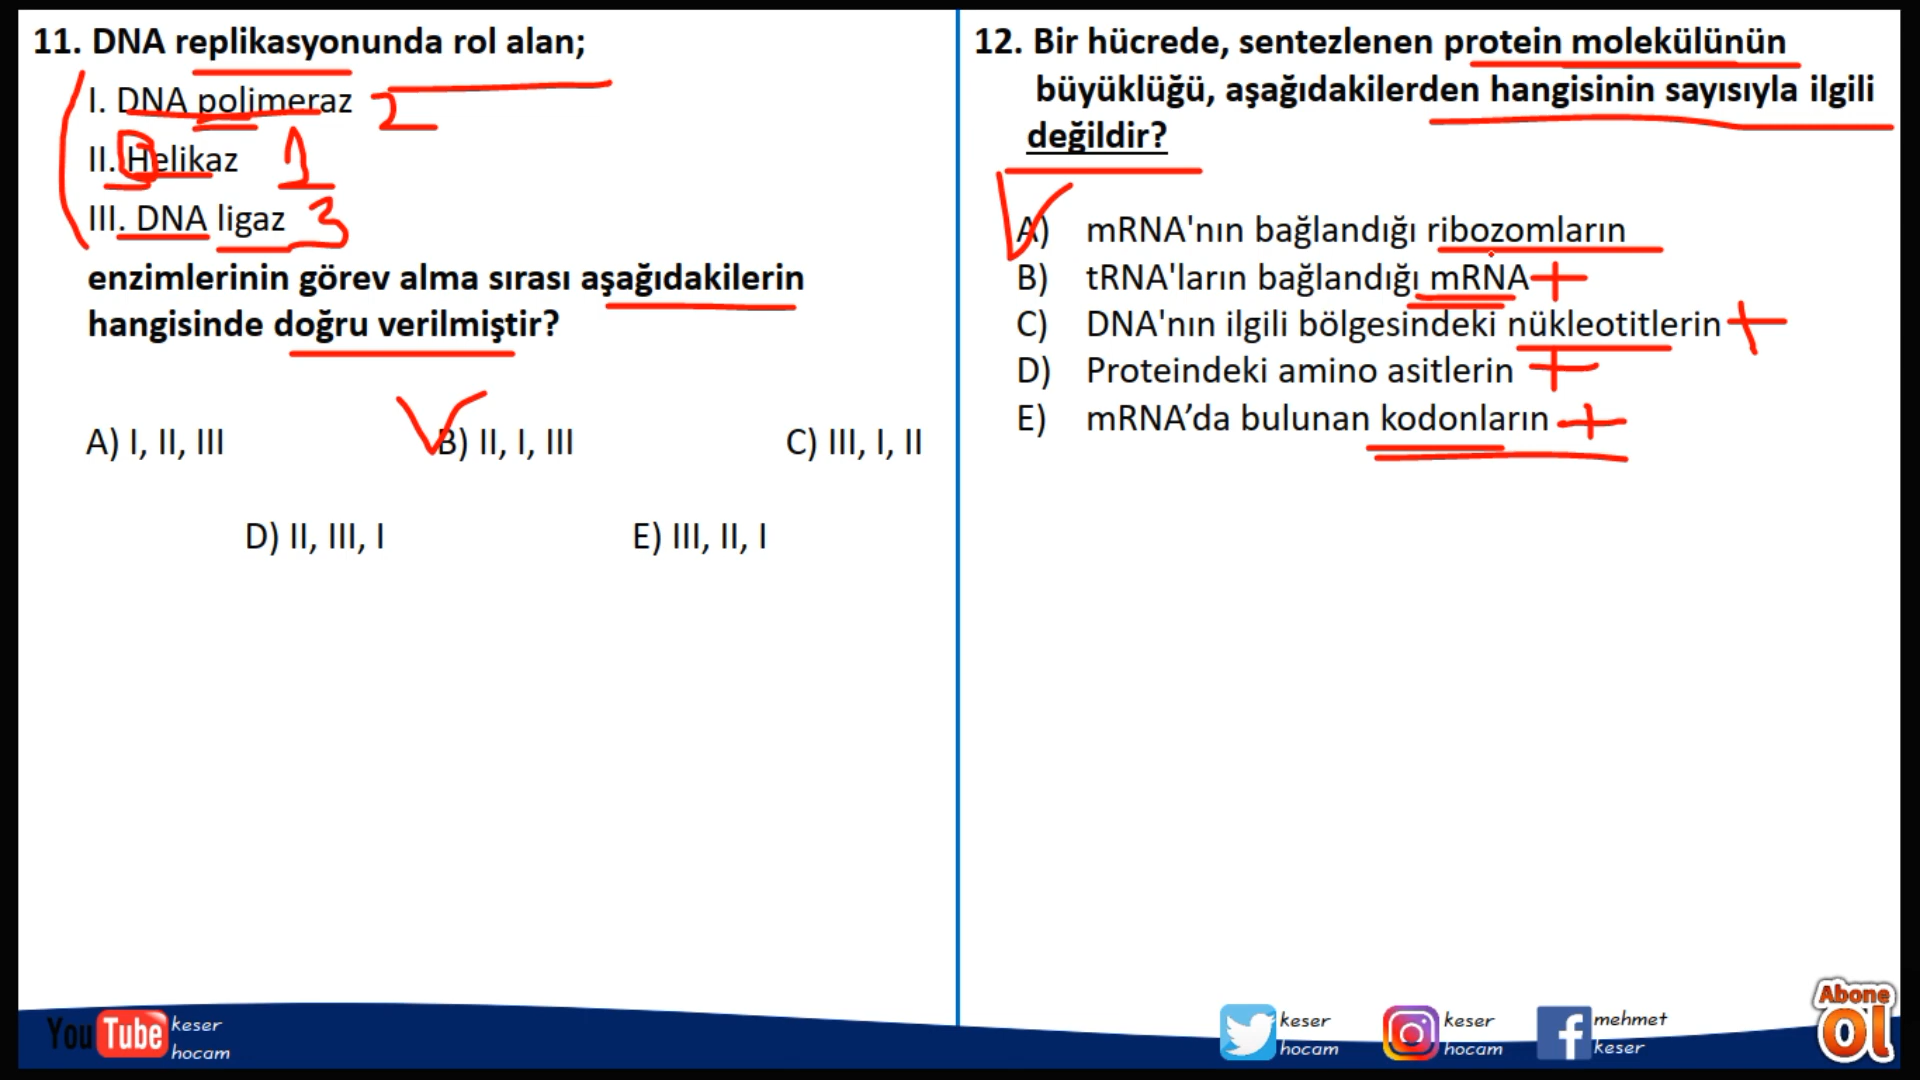 11. DNA replikasyonunda rol alan;
I. DNA polimeraz 2
II. Helikaz 1
III. DNA ligaz 3
enzimlerinin görev alma sırası aşağıdakilerin
hangisinde doğru verilmiştir?
A) I, II, III B) II, I, III C) III, I, II
D) II, III, I E) III, II, I
12. Bir hücrede, sentezlenen protein molekülünün
büyüklüğü, aşağıdakilerden hangisinin sayısıyla ilgili
değildir?
A) mRNA'nın bağlandığı ribozomların
B) tRNA'ların bağlandığı mRNA +
C) DNA'nın ilgili bölgesindeki nükleotitlerin +
D) Proteindeki amino asitlerin +
E) mRNA’da bulunan kodonların +
YouTube keser
hocam
keser
hocam
keser
hocam
mehmet
keser
Abone
Ol